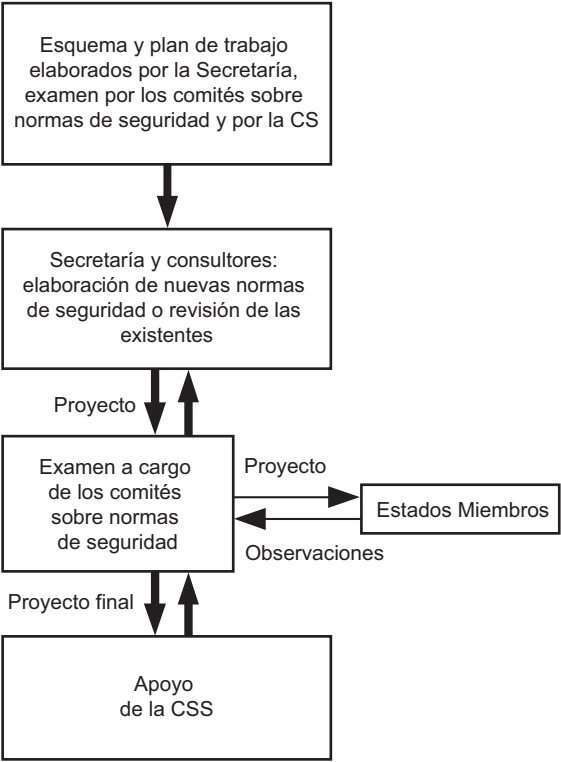 Esquema y plan de trabajo
elaborados por la Secretaría,
examen por los comités sobre
normas de seguridad y por la CS
Secretaría y consultores:
elaboración de nuevas normas
de seguridad o revisión de las
existentes
Proyecto
Examen a cargo
de los comités
sobre normas
de seguridad
Proyecto
Estados Miembros
Observaciones
Proyecto final
Apoyo
de la CSS